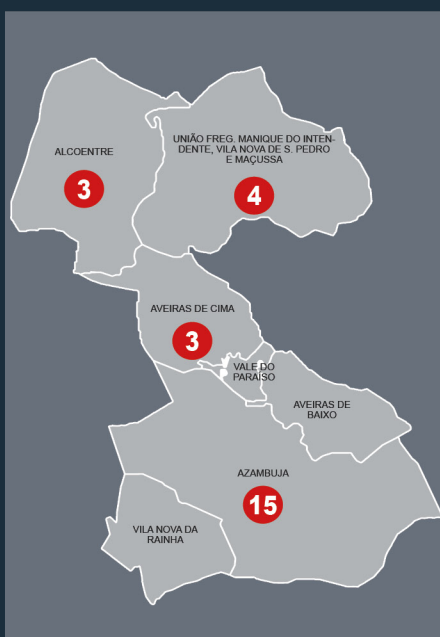 ALCOENTRE
3
UNIÃO FREG. MANIQUE DO INTEN-
DENTE, VILA NOVA DE S. PEDRO
E MAÇUSSA
4
AVEIRAS DE CIMA
3
VALE DO
PARAÍSO
AVEIRAS DE
BAIXO
AZAMBUJA
15
VILA NOVA DA
RAINHA